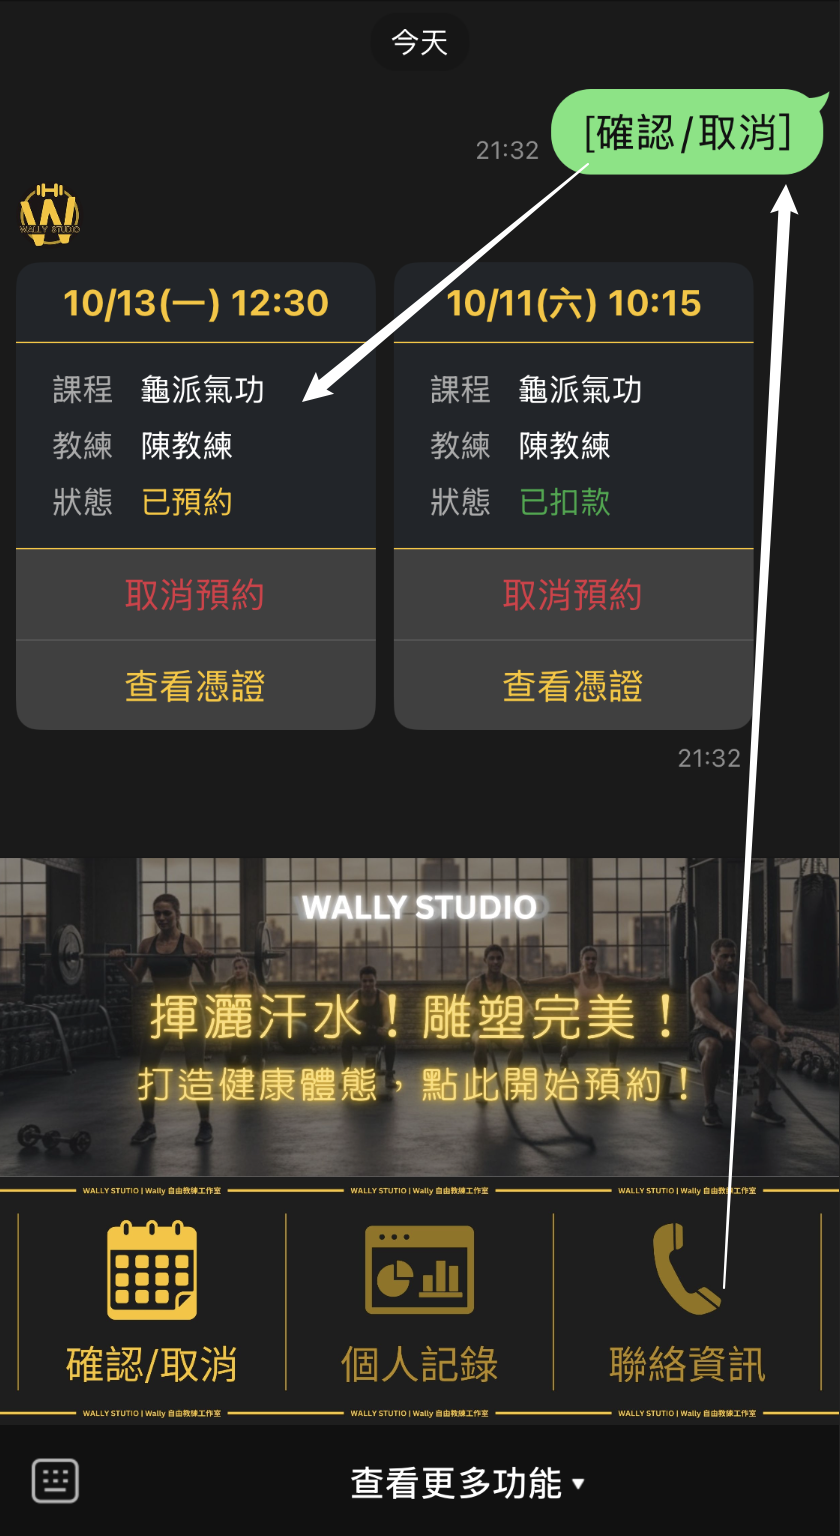 今天
[確認/取消]
21:32
W
WALLY STUDIO
10/13(一) 12:30
課程 龜派氣功
教練 陳教練
狀態 已預約
取消預約
查看憑證
10/11(六) 10:15
課程 龜派氣功
教練 陳教練
狀態 已扣款
取消預約
查看憑證
21:32
WALLY STUDIO
揮灑汗水！雕塑完美！
打造健康體態，點此開始預約！
WALLY STUTIO | Wally 自由教練工作室
WALLY STUTIO | Wally 自由教練工作室
WALLY STUTIO | Wally 自由教練工作室
確認/取消
個人記錄
聯絡資訊
WALLY STUTIO | Wally 自由教練工作室
WALLY STUTIO | Wally 自由教練工作室
WALLY STUTIO | Wally 自由教練工作室
查看更多功能 ▾